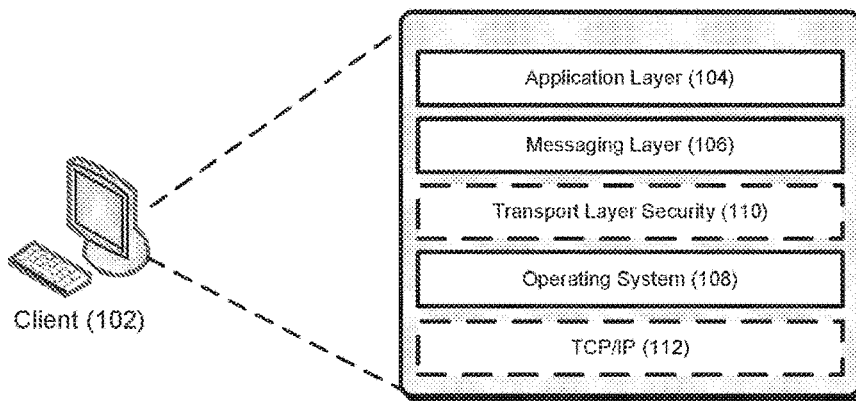 Application Layer (104)
Messaging Layer (106)
Transport Layer Security (110)
Operating System (108)
TCP/IP (112)
Client (102)